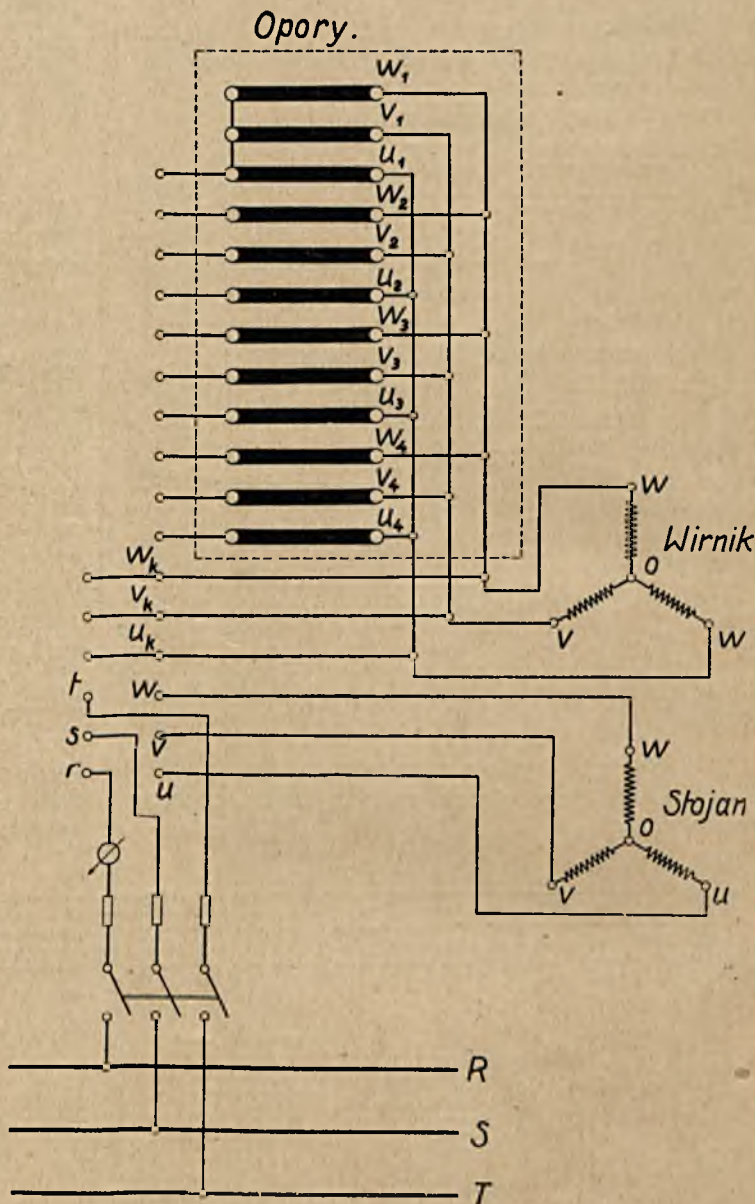 Opory.
W₁
V₁
U₁
W₂
V₂
U₂
W₃
V₃
U₃
W₄
V₄
U₄
W
Wirnik
O
V
W
Wₖ
Vₖ
Uₖ
t
W
s
V
r
U
W
Stojan
O
V
U
R
S
T